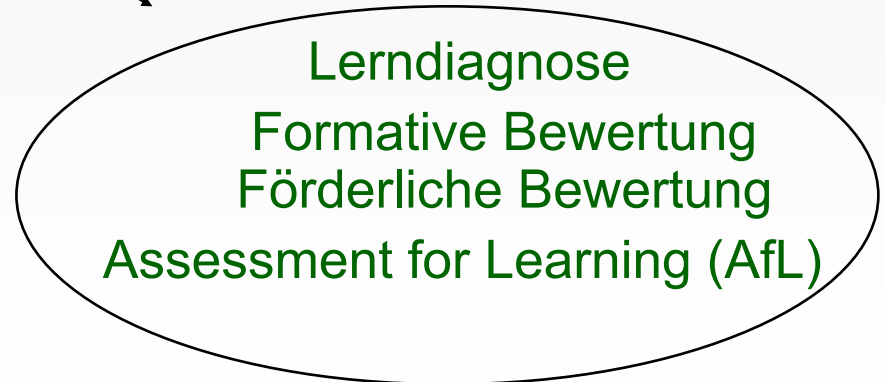 Lerndiagnose
Formative Bewertung
Förderliche Bewertung
Assessment for Learning (AfL)